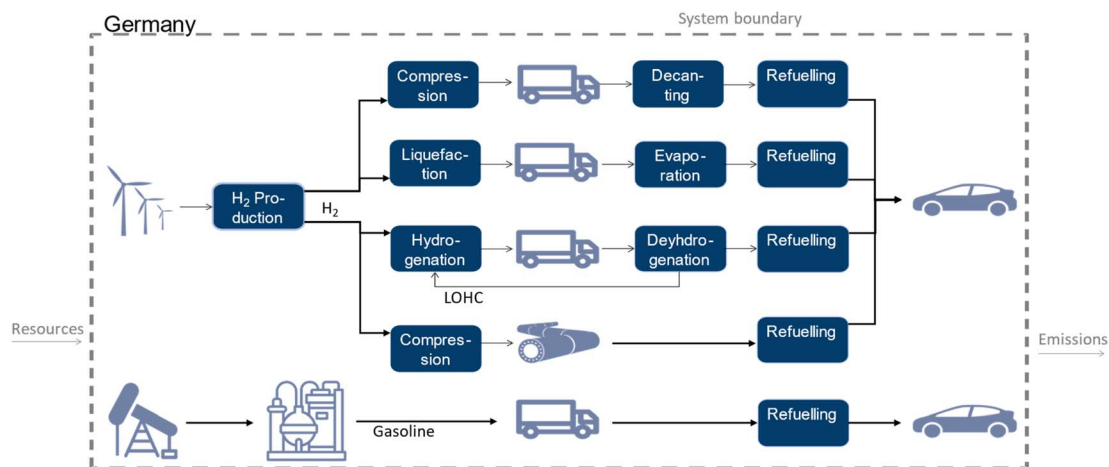 Germany
System boundary
Compres-
sion
Decan-
ting
Refuelling
Liquefac-
tion
Evapo-
ration
Refuelling
H₂ Pro-
duction
H₂
Hydro-
genation
Deyhdro-
genation
Refuelling
LOHC
Resources
Compres-
sion
Refuelling
Emissions
Gasoline
Refuelling